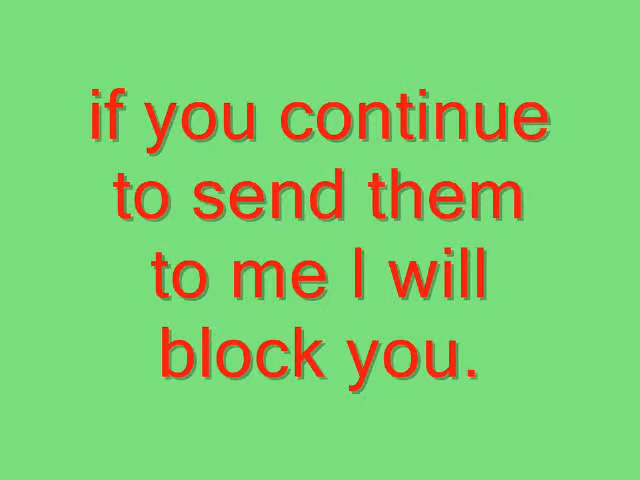 if you continue
to send them
to me I will
block you.